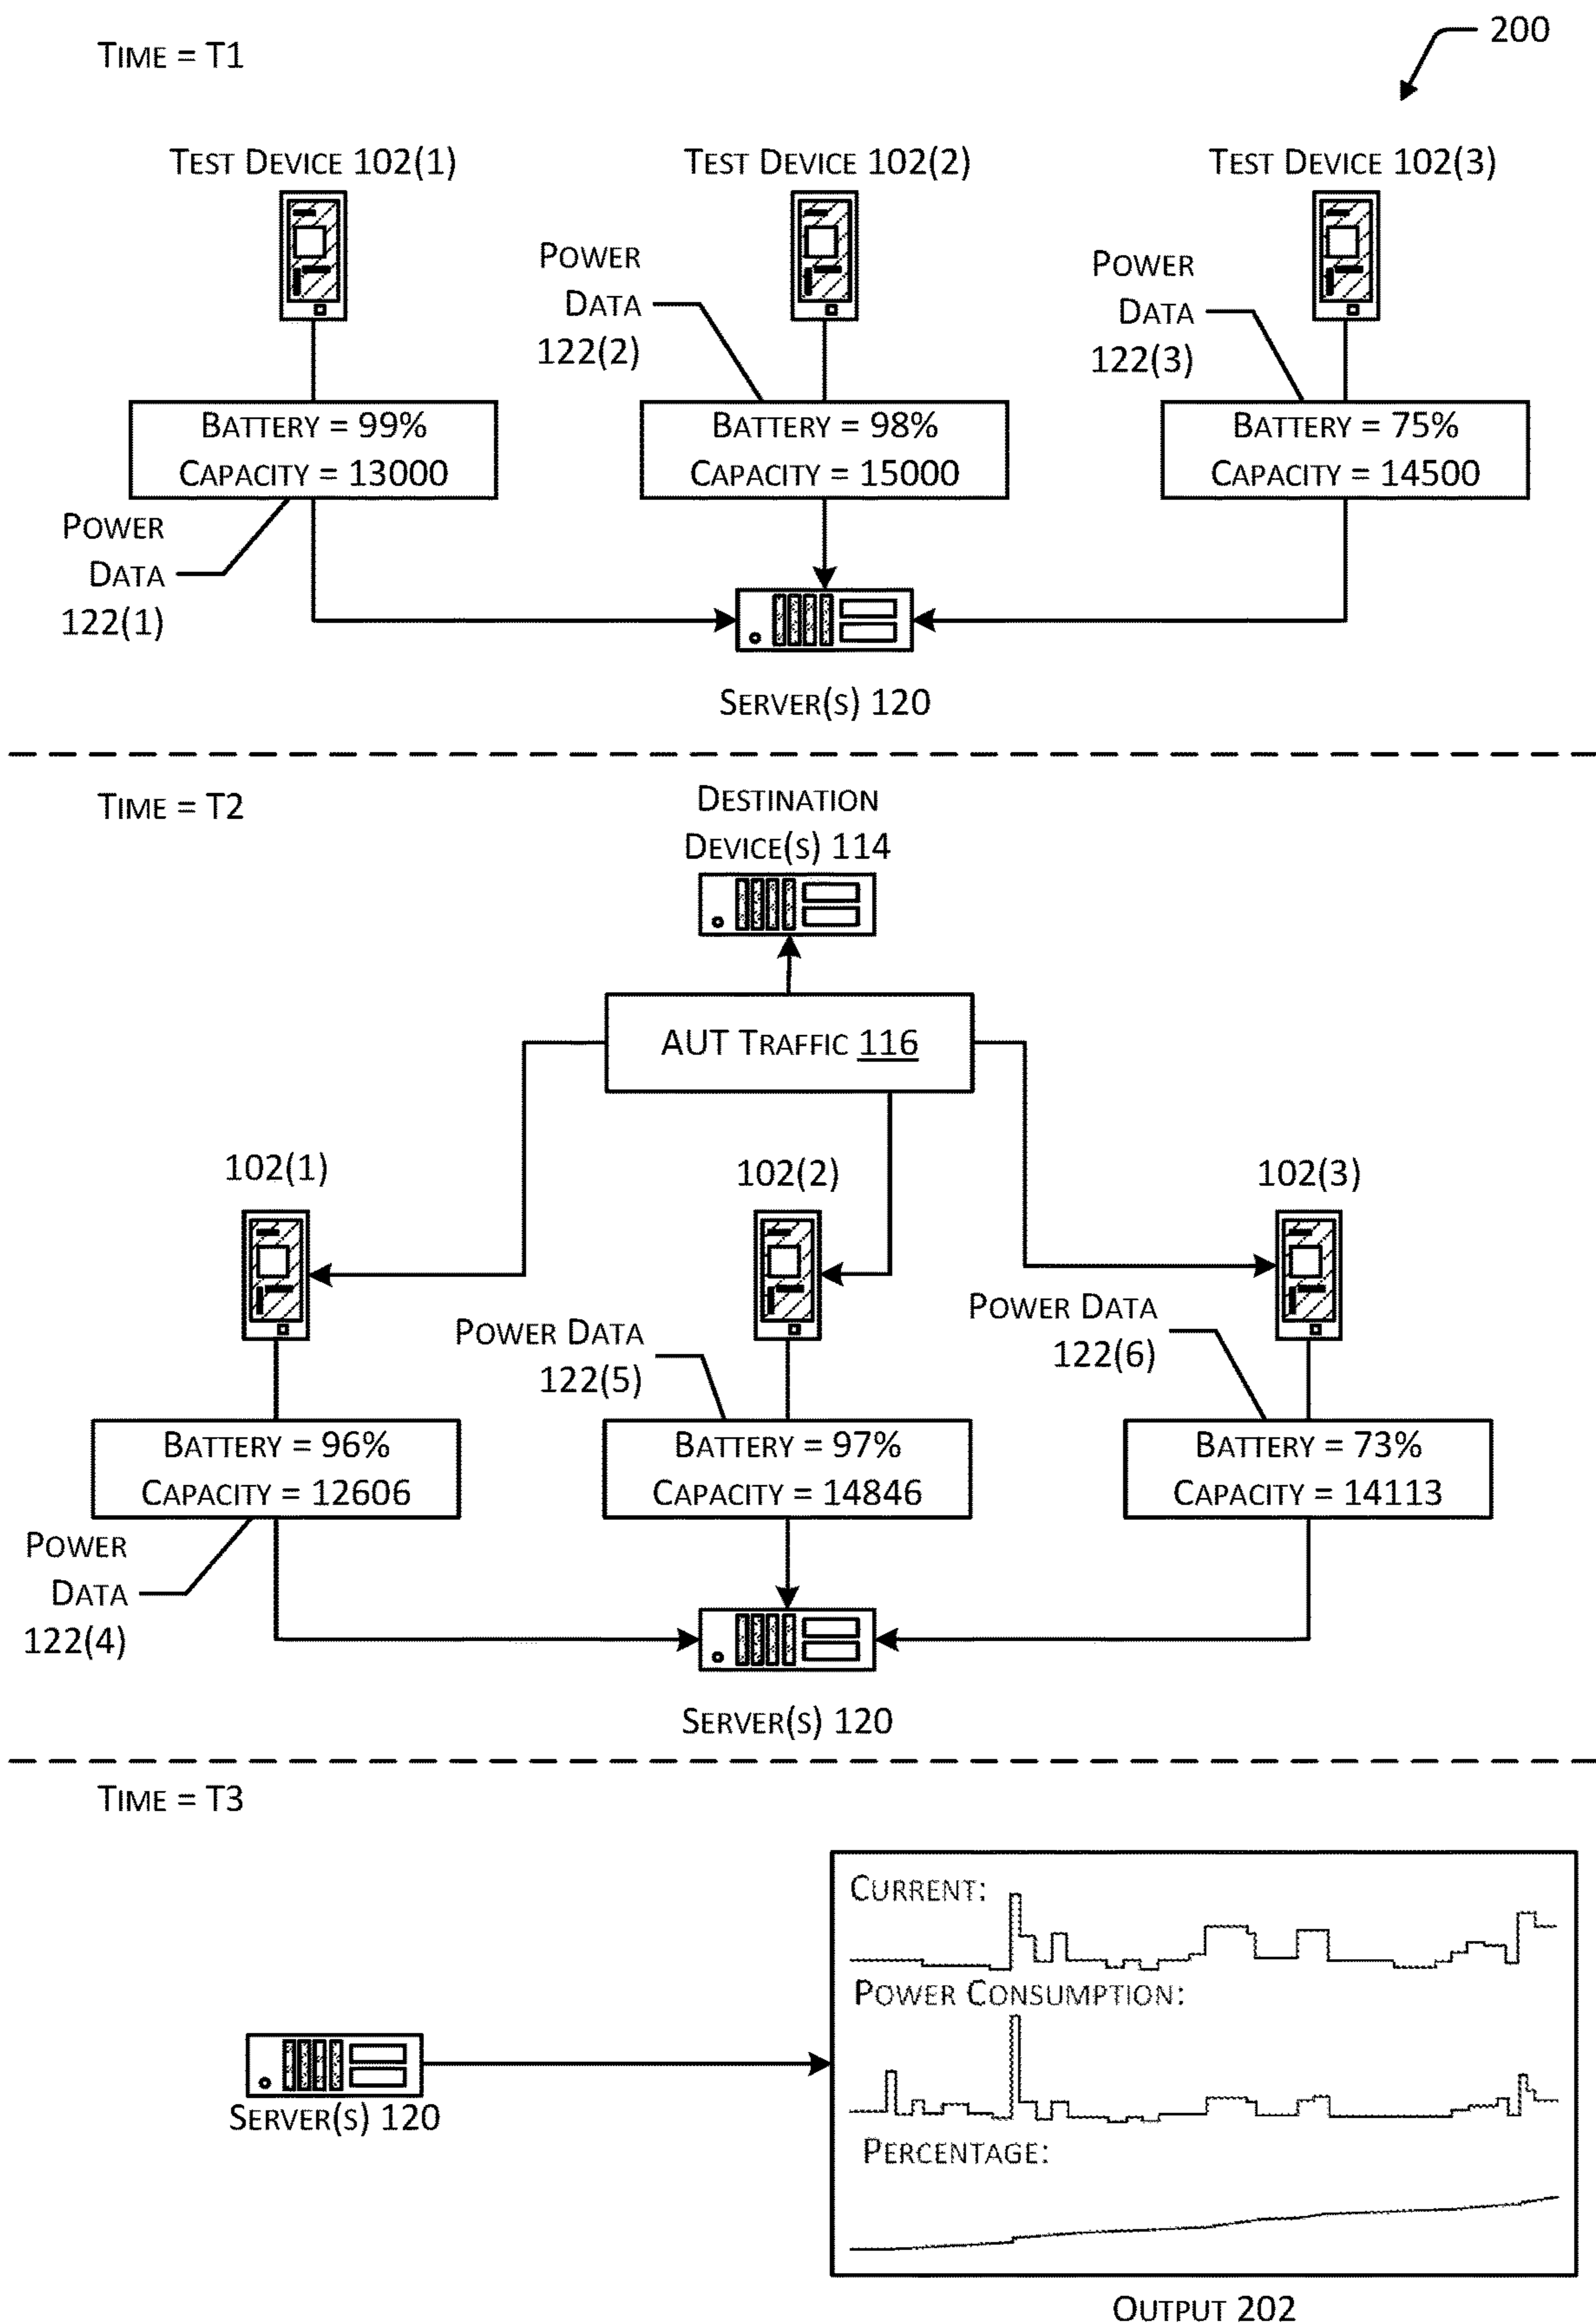 200
TIME = T1
TEST DEVICE 102(1)
TEST DEVICE 102(2)
TEST DEVICE 102(3)
POWER
DATA
122(2)
POWER
DATA
122(3)
BATTERY = 99%
CAPACITY = 13000
BATTERY = 98%
CAPACITY = 15000
BATTERY = 75%
CAPACITY = 14500
POWER
DATA
122(1)
SERVER(S) 120
TIME = T2
DESTINATION
DEVICE(S) 114
AUT TRAFFIC 116
102(1)
102(2)
102(3)
POWER DATA
122(5)
POWER DATA
122(6)
BATTERY = 96%
CAPACITY = 12606
BATTERY = 97%
CAPACITY = 14846
BATTERY = 73%
CAPACITY = 14113
POWER
DATA
122(4)
SERVER(S) 120
TIME = T3
CURRENT:
POWER CONSUMPTION:
SERVER(S) 120
PERCENTAGE:
OUTPUT 202